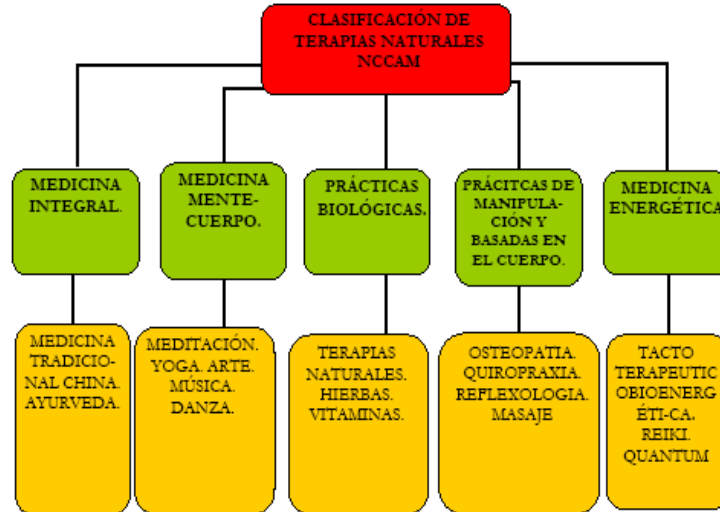 CLASIFICACIÓN DE
TERAPIAS NATURALES
NCCAM
MEDICINA
INTEGRAL.
MEDICINA
MENTE-
CUERPO.
PRÁCTICAS
BIOLÓGICAS.
PRÁCITCAS DE
MANIPULA-
CIÓN Y
BASADAS EN
EL CUERPO.
MEDICINA
ENERGÉTICA
MEDICINA
TRADICIO-
NAL CHINA.
AYURVEDA.
MEDITACIÓN.
YOGA. ARTE.
MÚSICA.
DANZA.
TERAPIAS
NATURALES.
HIERBAS.
VITAMINAS.
OSTEOPATIA.
QUIROPRAXIA.
REFLEXOLOGIA.
MASAJE
TACTO
TERAPEUTIC
OBIOENERG
ÉTI-CA.
REIKI.
QUANTUM